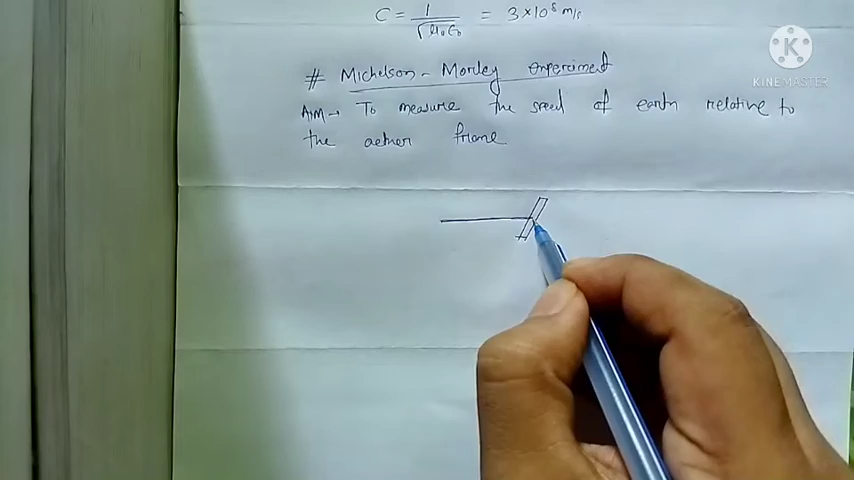 C = 1/√μ₀ε₀ = 3×10⁸ m/s
# Michelson - Morley experiment
AIM → To measure the speed of earth relative to
the aether frame
K
KINEMASTER